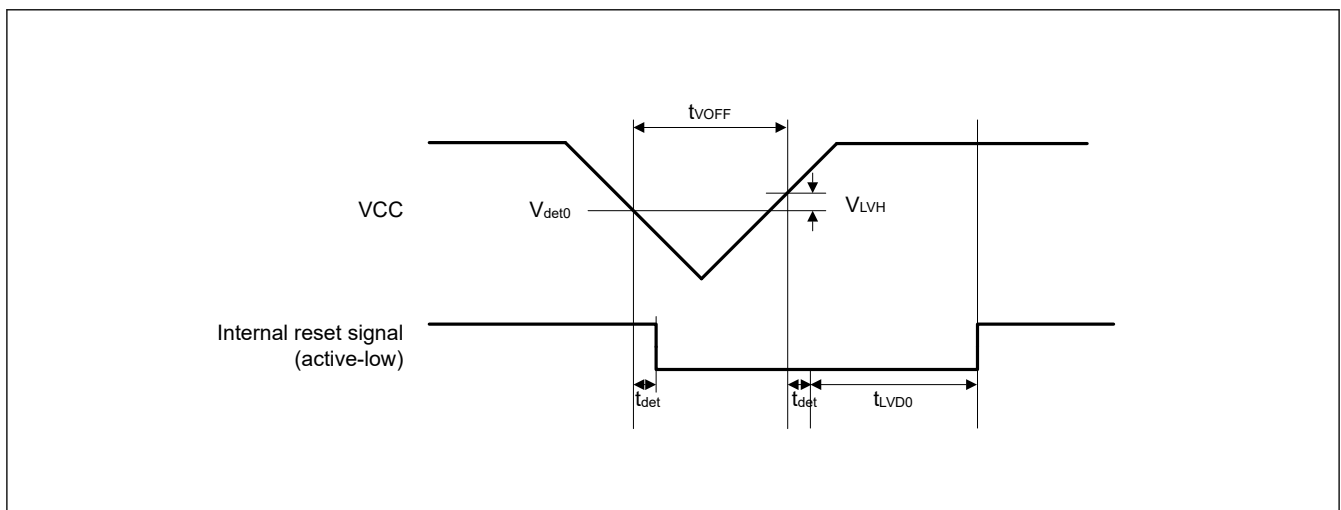 tVOFF
VCC
Vdet0
VLVH
Internal reset signal
(active-low)
tdet
tdet
tLVD0